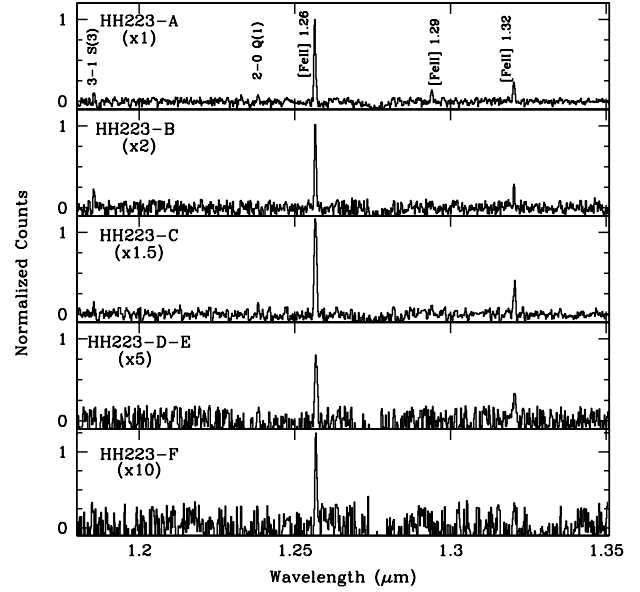 HH223-A
(x1)
3-1 S(3)
2-0 Q(1)
[FeII] 1.26
[FeII] 1.29
[FeII] 1.32
1
0
HH223-B
(x2)
1
0
HH223-C
(x1.5)
1
0
HH223-D-E
(x5)
1
0
HH223-F
(x10)
1
0
Normalized Counts
1.2
1.25
1.3
1.35
Wavelength (μm)